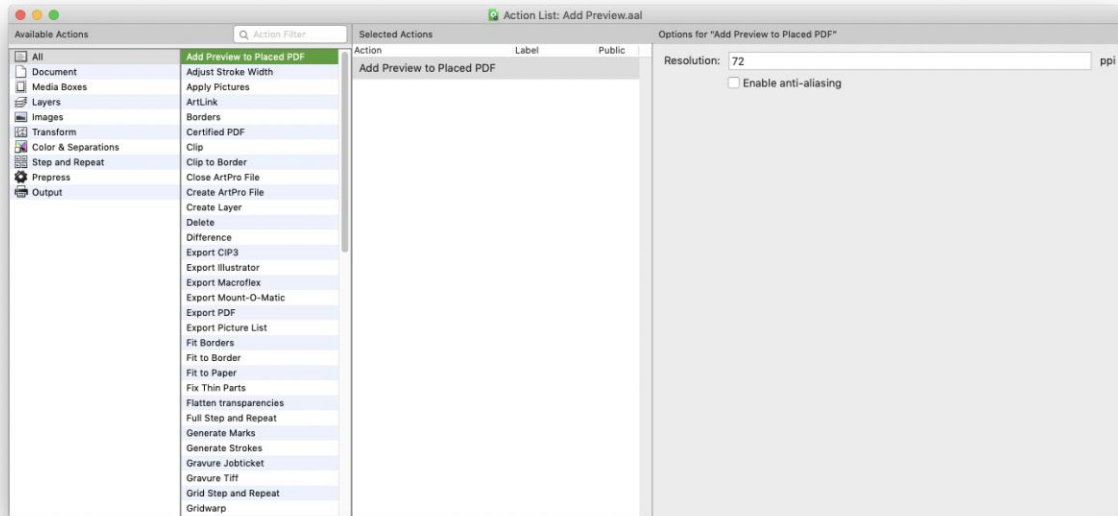 Action List: Add Preview.aal
Available Actions
Action Filter
All
Document
Media Boxes
Layers
Images
Transform
Color & Separations
Step and Repeat
Prepress
Output
Add Preview to Placed PDF
Adjust Stroke Width
Apply Pictures
ArtLink
Borders
Certified PDF
Clip
Clip to Border
Close ArtPro File
Create ArtPro File
Create Layer
Delete
Difference
Export CIP3
Export Illustrator
Export Macroflex
Export Mount-O-Matic
Export PDF
Export Picture List
Fit Borders
Fit to Border
Fit to Paper
Fix Thin Parts
Flatten transparencies
Full Step and Repeat
Generate Marks
Generate Strokes
Gravure Jobticket
Gravure Tiff
Grid Step and Repeat
Gridwarp
Selected Actions
Action Label Public
Add Preview to Placed PDF
Options for "Add Preview to Placed PDF"
Resolution: 72 ppi
Enable anti-aliasing